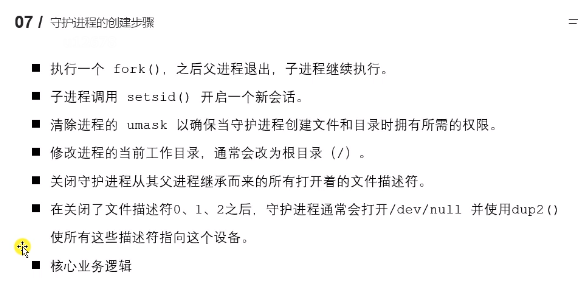 07 / 守护进程的创建步骤
执行一个 fork()，之后父进程退出，子进程继续执行。
子进程调用 setsid() 开启一个新会话。
清除进程的 umask 以确保当守护进程创建文件和目录时拥有所需的权限。
修改进程的当前工作目录，通常会改为根目录（/）。
关闭守护进程从其父进程继承而来的所有打开着的文件描述符。
在关闭了文件描述符0、1、2之后，守护进程通常会打开/dev/null 并使用dup2()
使所有这些描述符指向这个设备。
核心业务逻辑